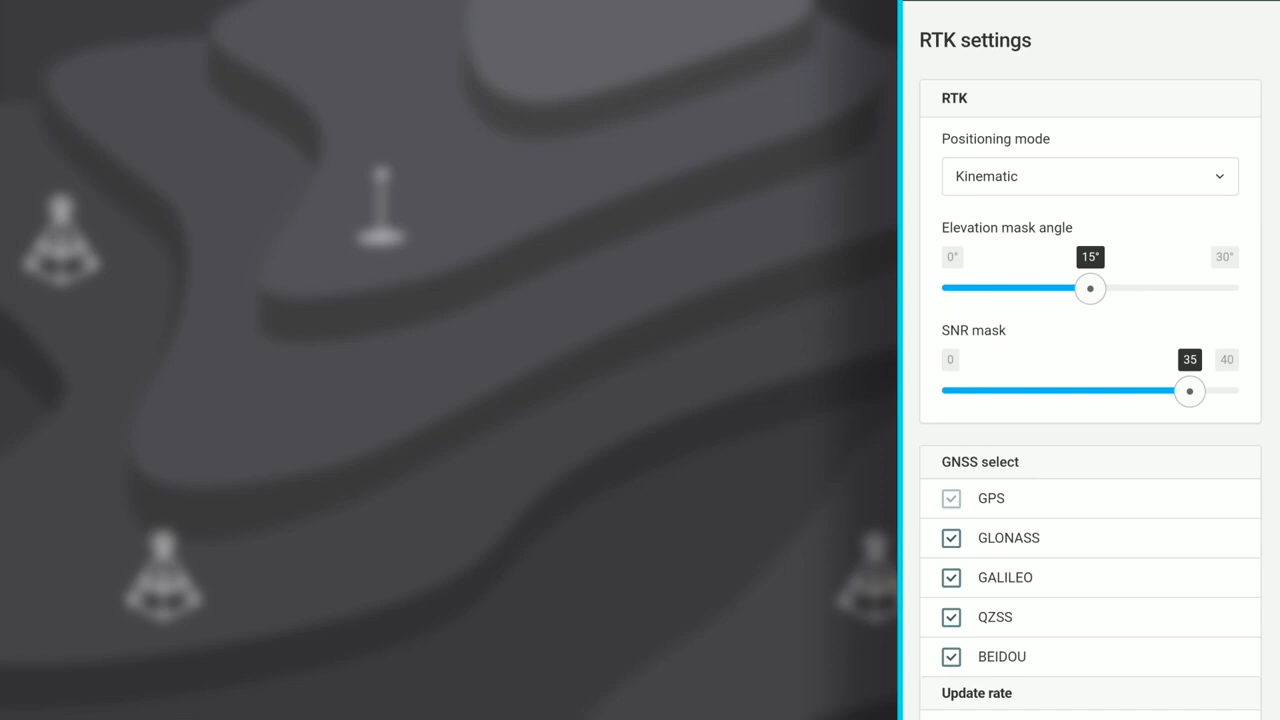 RTK settings
RTK
Positioning mode
Kinematic
Elevation mask angle
0° 15° 30°
SNR mask
0 35 40
GNSS select
GPS
GLONASS
GALILEO
QZSS
BEIDOU
Update rate